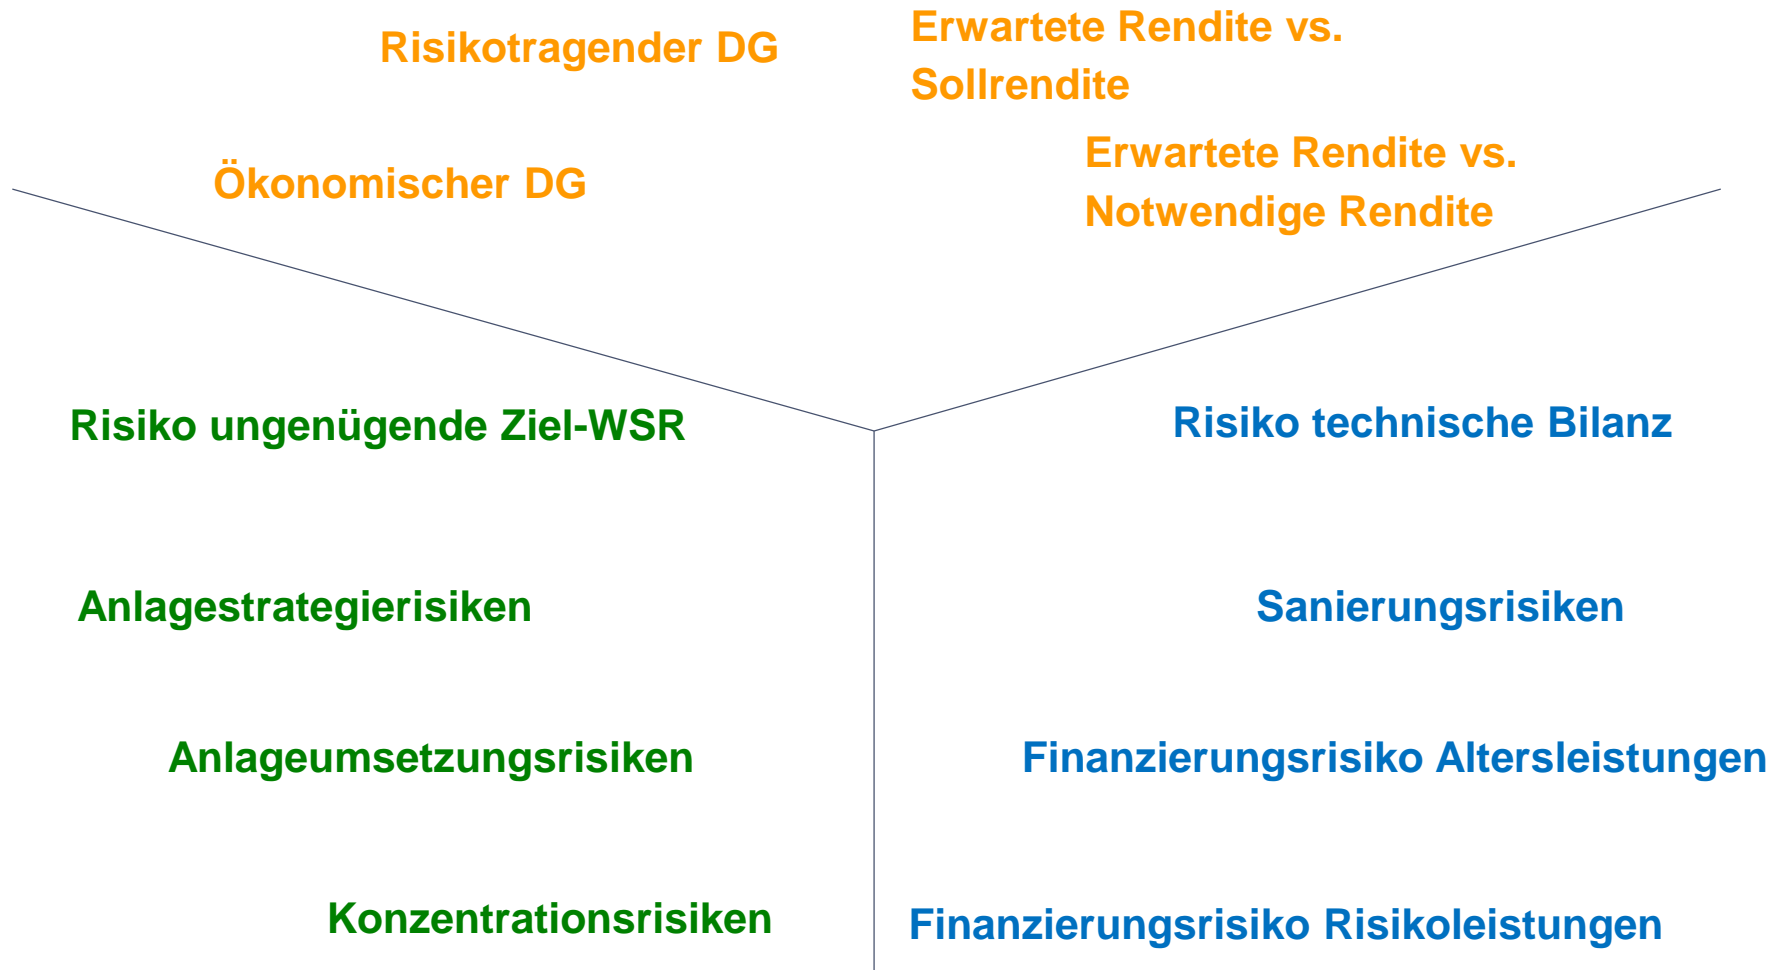 Risikotragender DG
Erwartete Rendite vs.
Sollrendite
Ökonomischer DG
Erwartete Rendite vs.
Notwendige Rendite
Risiko ungenügende Ziel-WSR
Anlagestrategierisiken
Anlageumsetzungsrisiken
Konzentrationsrisiken
Risiko technische Bilanz
Sanierungsrisiken
Finanzierungsrisiko Altersleistungen
Finanzierungsrisiko Risikoleistungen